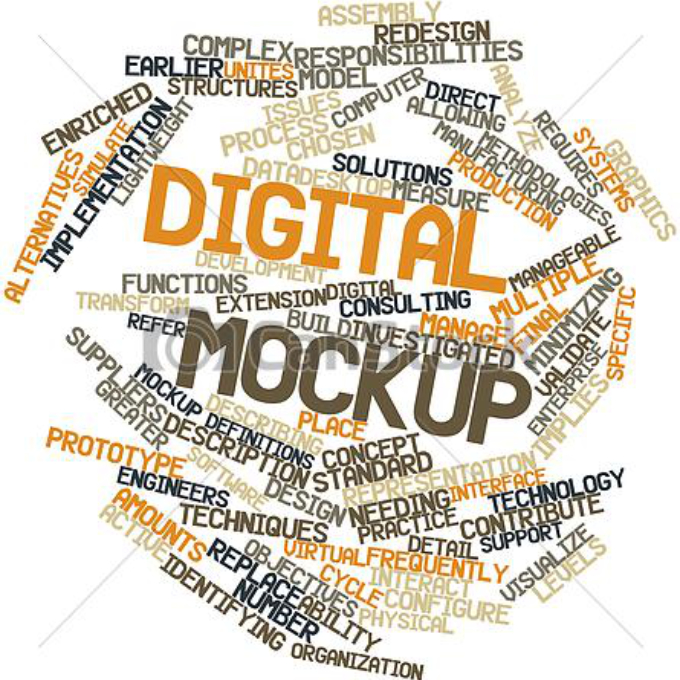 ASSEMBLY
REDESIGN
COMPLEX
RESPONSIBILITIES
EARLIER
UNITES
MODEL
STRUCTURES
COMPUTER
ANALYZE
DIRECT
ALLOWING
ENRICHED
ISSUES
PROCESS
CHOSEN
METHODOLOGIES
MANUFACTURING
REQUIRES
SYSTEMS
GRAPHICS
ALTERNATIVES
SIMULATE
IMPLEMENTATION
LIGHTWEIGHT
SOLUTIONS
PRODUCTION
DATADESKTOP
MEASURE
DIGITAL
DEVELOPMENT
MANAGEABLE
MULTIPLE
FUNCTIONS
EXTENSION
DIGITAL
CONSULTING
TRANSFORM
REFER
BUILD
INVESTIGATED
MANAGE
FINAL
MINIMIZING
VALIDATE
SPECIFIC
ENTERPRISE
IMPLIES
CanStock
MOCKUP
SUPPLIERS
GREATER
MOCKUP
DEFINITIONS
DESCRIBING
PLACE
DESCRIPTION
CONCEPT
STANDARD
PROTOTYPE
SOFTWARE
REPRESENTATION
ENGINEERS
DESIGN
NEEDING
INTERFACE
TECHNOLOGY
AMOUNTS
ACTIVE
TECHNIQUES
PRACTICE
CONTRIBUTE
DETAIL
SUPPORT
VISUALIZE
LEVELS
REPLACE
OBJECTIVES
VIRTUAL
FREQUENTLY
CYCLE
INTERACT
CONFIGURE
IDENTIFYING
NUMBER
ABILITY
PHYSICAL
ORGANIZATION